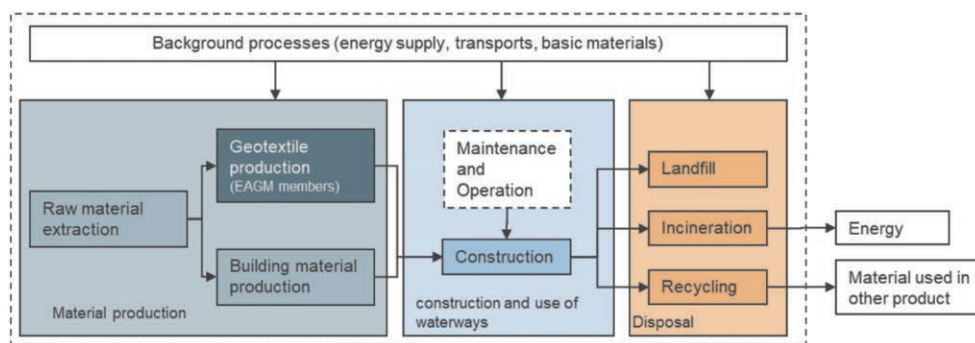 Background processes (energy supply, transports, basic materials)
Geotextile
production
(EAGM members)
Raw material
extraction
Building material
production
Material production
Maintenance
and
Operation
Construction
construction and use of
waterways
Landfill
Incineration
Recycling
Disposal
Energy
Material used in
other product